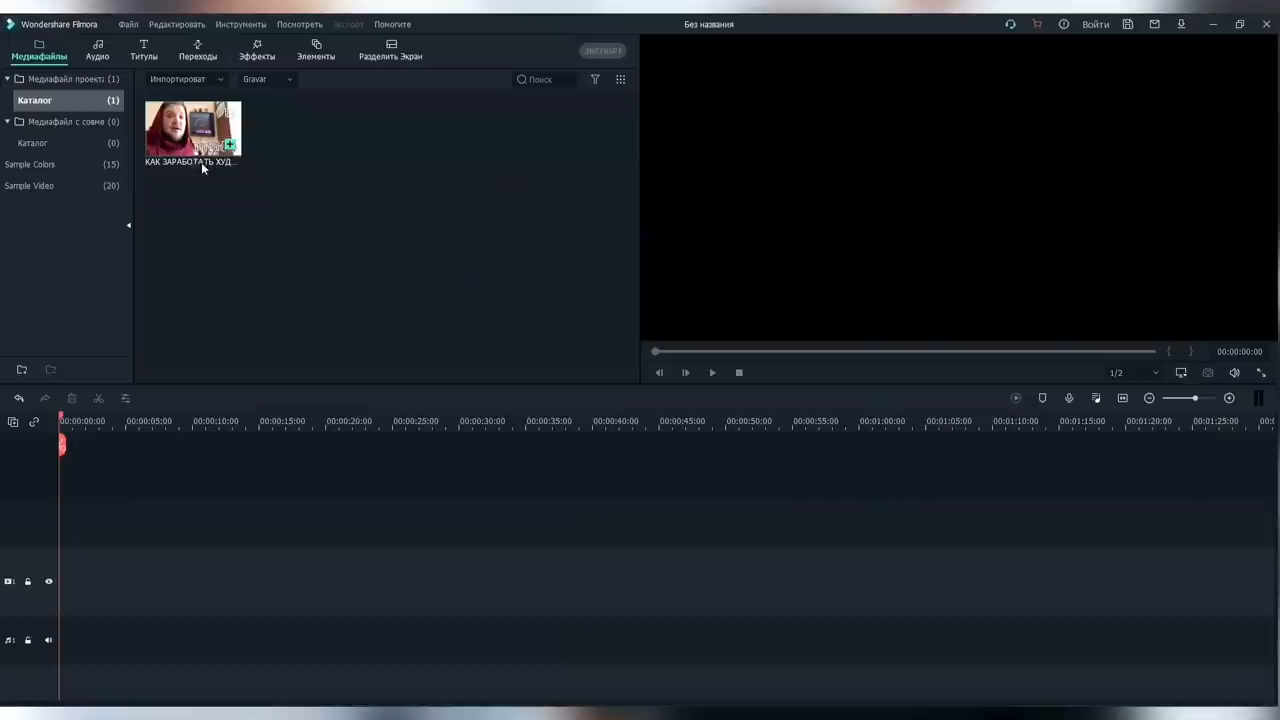 Wondershare Filmora Файл Редактировать Инструменты Посмотреть Экспорт Помогите Без названия Войти
Медиафайлы Аудио Титулы Переходы Эффекты Элементы Разделить Экран ЭКСПОРТ
Медиафайл проекта (1) Импортироват Gravar Поиск
Каталог (1)
Медиафайл с совме (0)
Каталог (0)
КАК ЗАРАБОТАТЬ ХУД...
Sample Colors (15)
Sample Video (20)
00:00:00:00
1/2
00:00:00:00 00:00:05:00 00:00:10:00 00:00:15:00 00:00:20:00 00:00:25:00 00:00:30:00 00:00:35:00 00:00:40:00 00:00:45:00 00:00:50:00 00:00:55:00 00:01:00:00 00:01:05:00 00:01:10:00 00:01:15:00 00:01:20:00 00:01:25:00
1
1